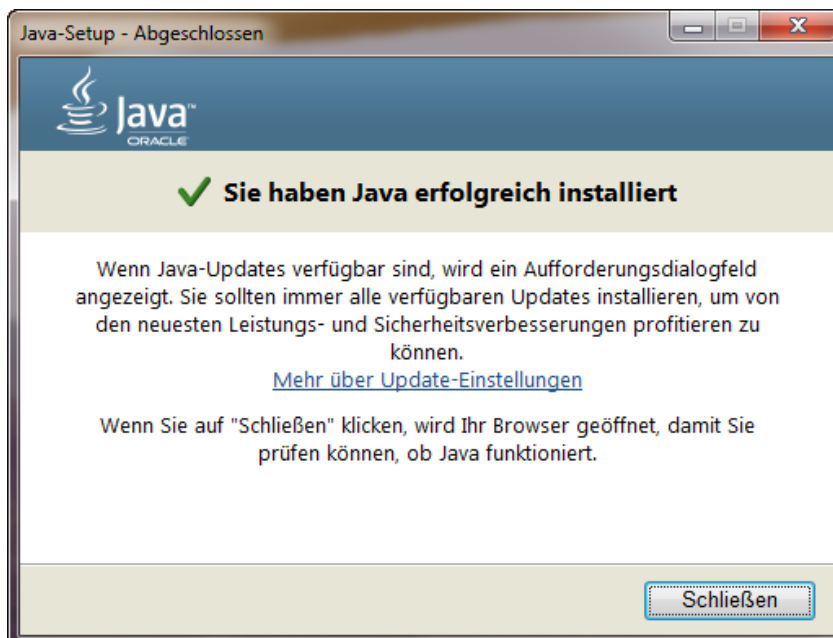 Java-Setup - Abgeschlossen
Java™
ORACLE
Sie haben Java erfolgreich installiert
Wenn Java-Updates verfügbar sind, wird ein Aufforderungsdialogfeld
angezeigt. Sie sollten immer alle verfügbaren Updates installieren, um von
den neuesten Leistungs- und Sicherheitsverbesserungen profitieren zu
können.
Mehr über Update-Einstellungen
Wenn Sie auf "Schließen" klicken, wird Ihr Browser geöffnet, damit Sie
prüfen können, ob Java funktioniert.
Schließen